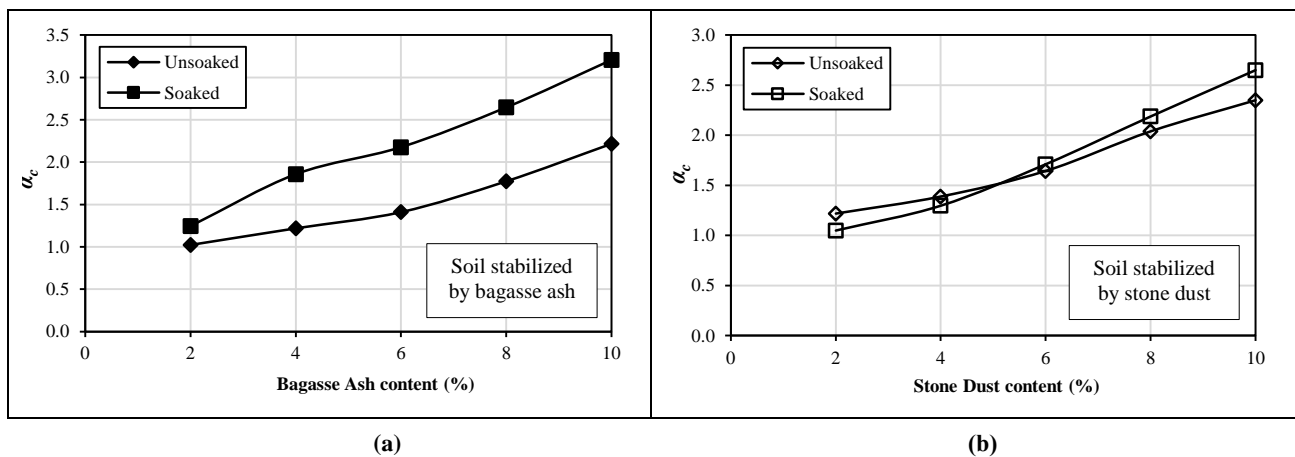 3.5
3.0
2.5
2.0
1.5
1.0
0.5
0.0
α_c
Unsoaked
Soaked
Soil stabilized
by bagasse ash
0 2 4 6 8 10
Bagasse Ash content (%)
(a)
3.0
2.5
2.0
1.5
1.0
0.5
0.0
α_c
Unsoaked
Soaked
Soil stabilized
by stone dust
0 2 4 6 8 10
Stone Dust content (%)
(b)